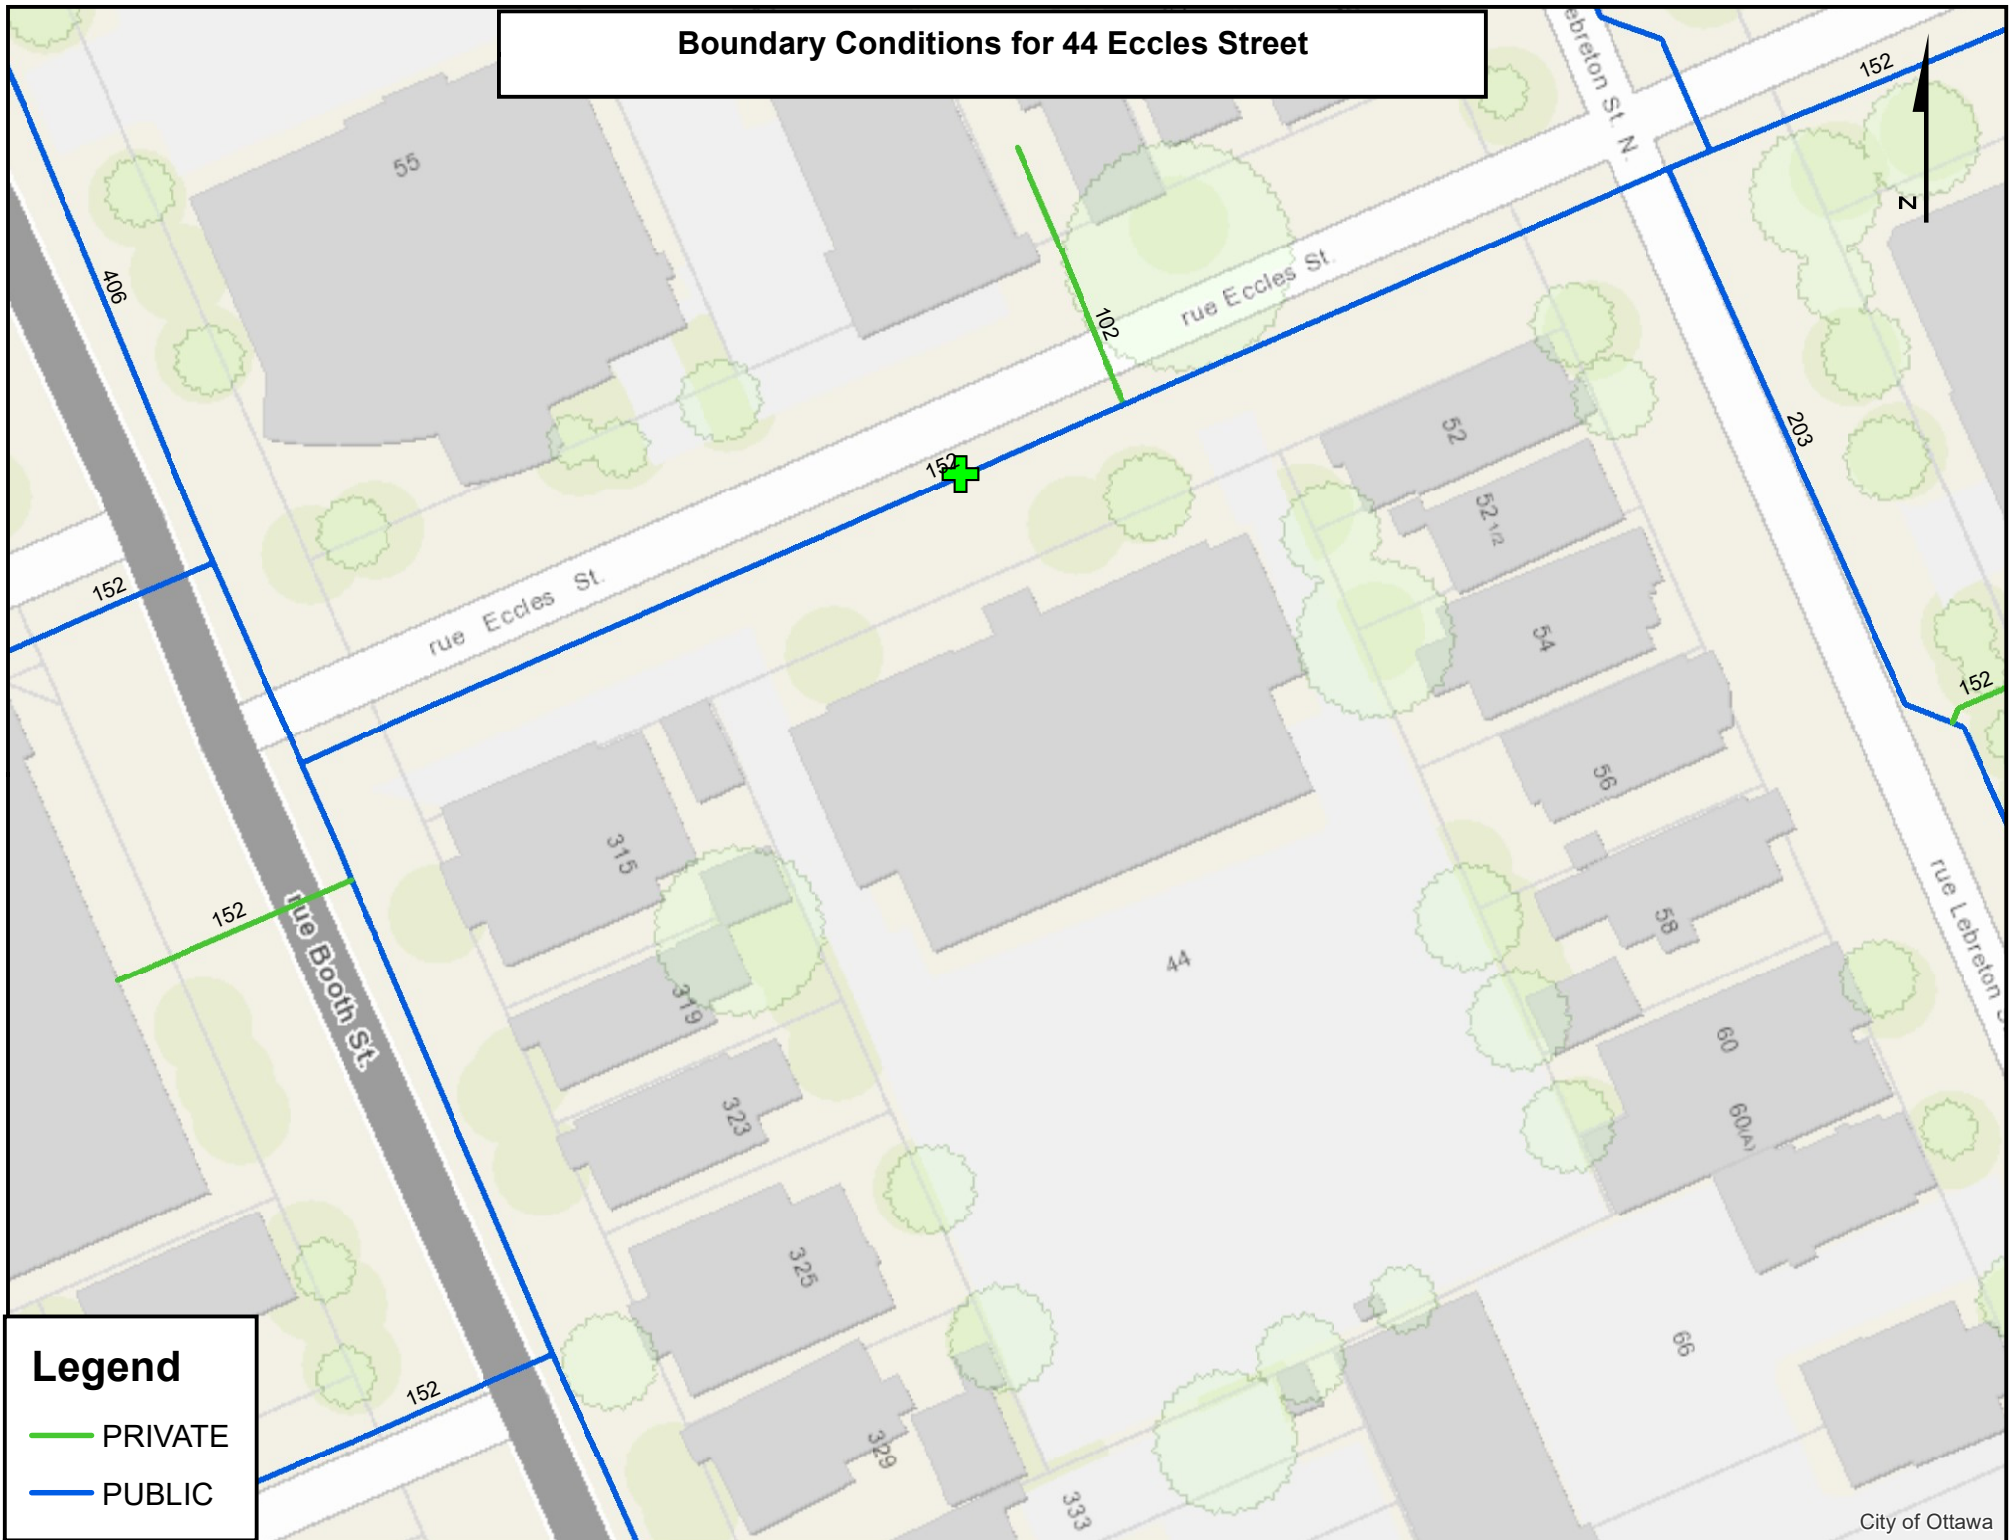 Boundary Conditions for 44 Eccles Street
ebreton St. N.
152
N
55
406
102
rue Eccles St.
152
52
52 1/2
203
152
rue Eccles St.
54
152
56
315
58
152
rue Booth St.
rue Lebreton S
44
319
60
60(A)
323
325
66
152
329
333
Legend
PRIVATE
PUBLIC
City of Ottawa